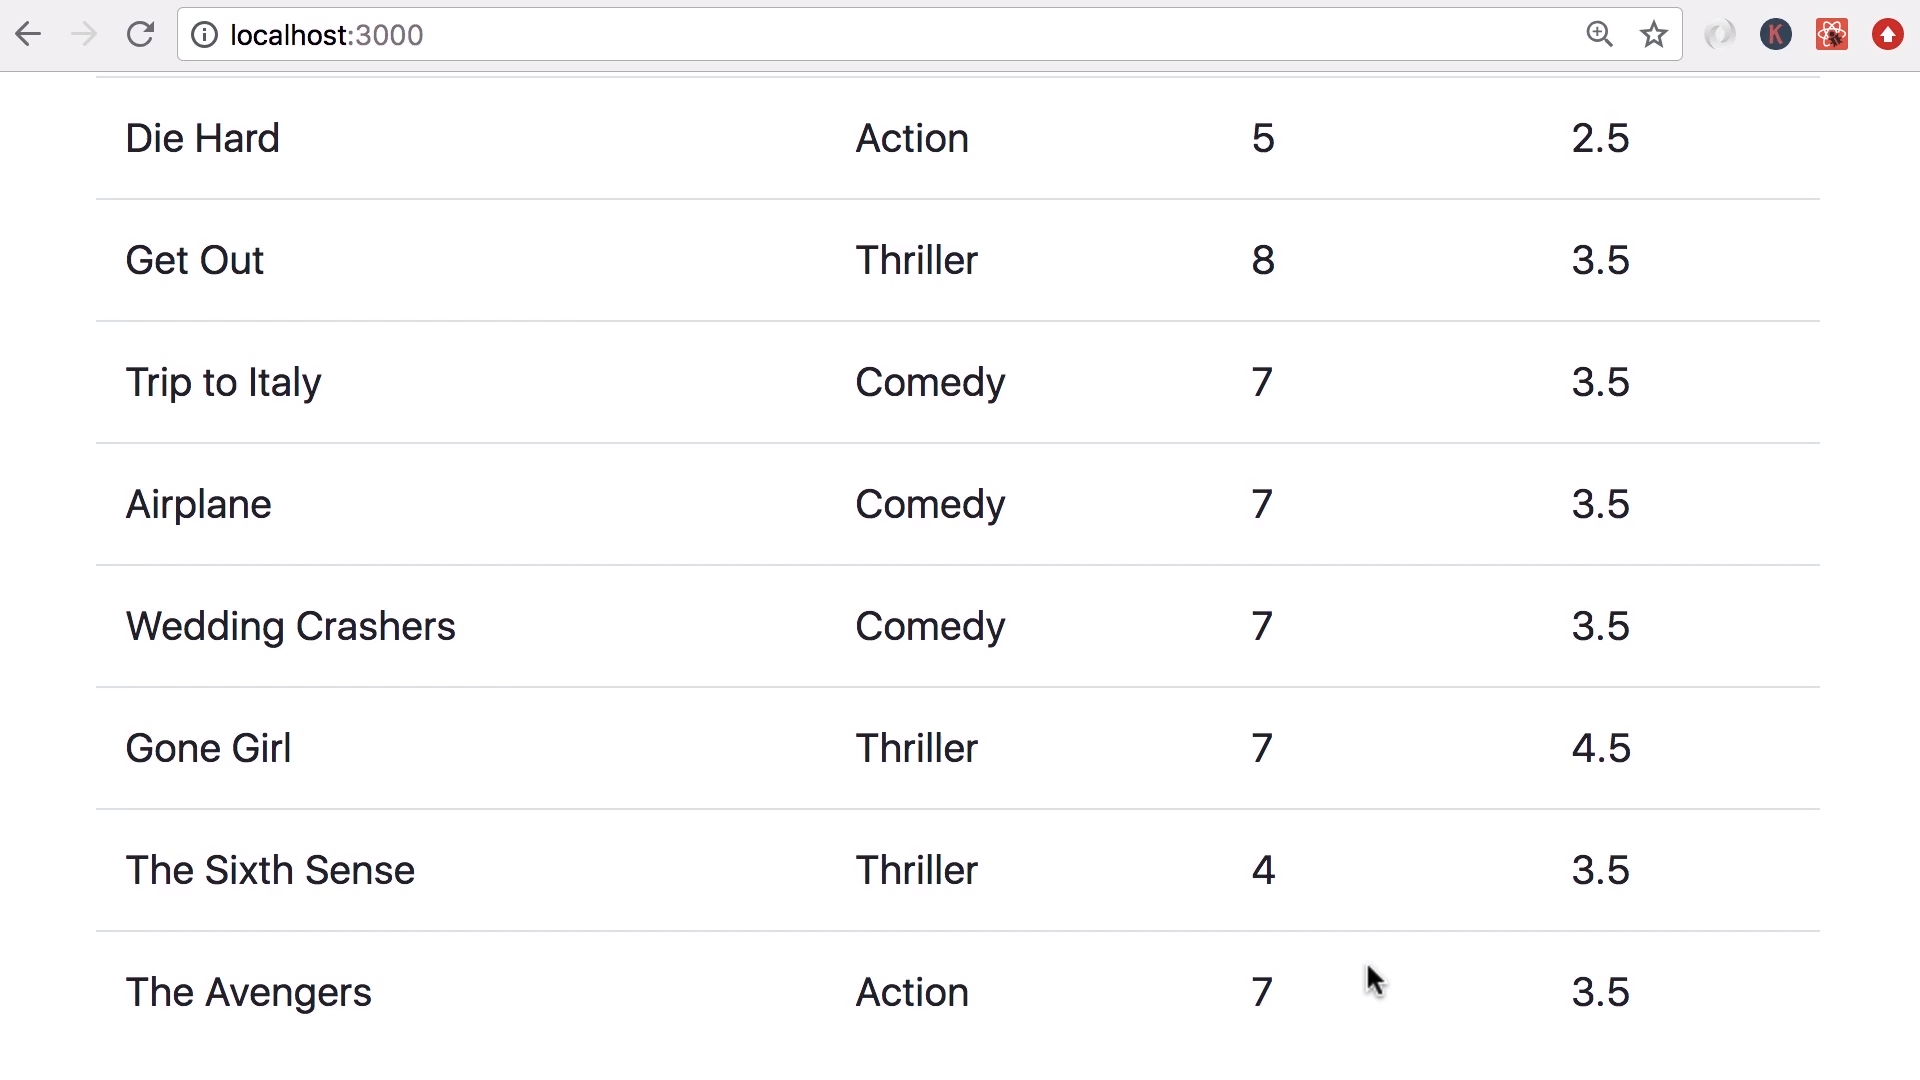 localhost:3000
K
Die Hard Action 5 2.5
Get Out Thriller 8 3.5
Trip to Italy Comedy 7 3.5
Airplane Comedy 7 3.5
Wedding Crashers Comedy 7 3.5
Gone Girl Thriller 7 4.5
The Sixth Sense Thriller 4 3.5
The Avengers Action 7 3.5